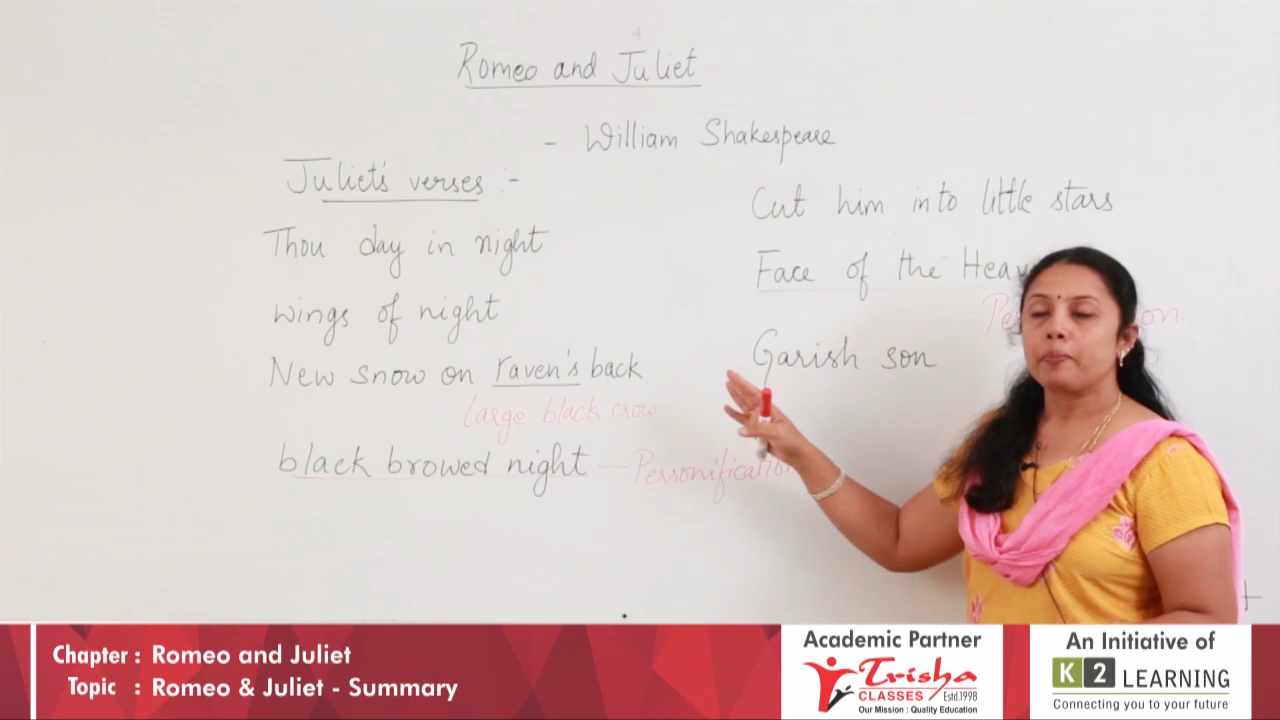 Romeo and Juliet
- William Shakespeare
Juliet's verses :-
Thou day in night
wings of night
New snow on raven's back
large black crow
black browed night — Personification
Cut him into little stars
Face of the
Garish son
Chapter : Romeo and Juliet
Topic : Romeo & Juliet - Summary
Academic Partner
Trisha
CLASSES Estd.1998
Our Mission : Quality Education
An Initiative of
K2 LEARNING
Connecting you to your future